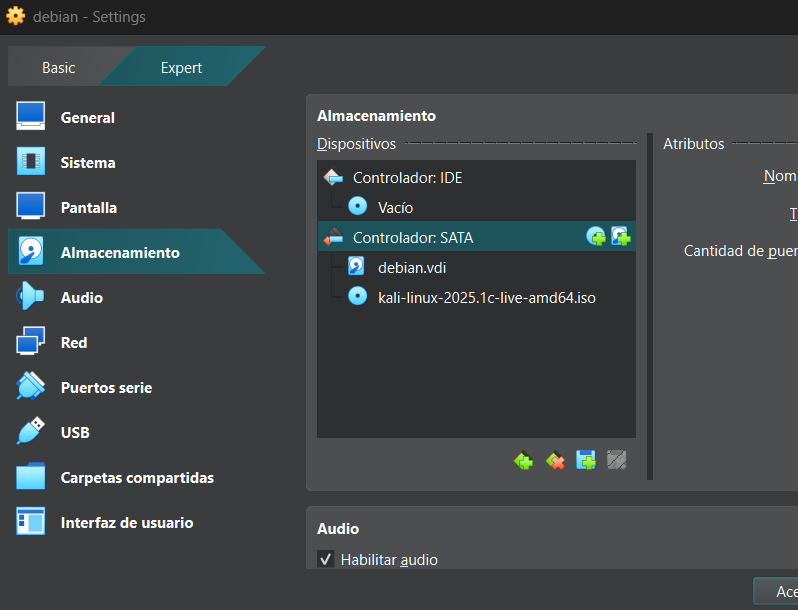 debian - Settings
Basic
Expert
General
Sistema
Pantalla
Almacenamiento
Audio
Red
Puertos serie
USB
Carpetas compartidas
Interfaz de usuario
Almacenamiento
Dispositivos
Controlador: IDE
Vacío
Controlador: SATA
debian.vdi
kali-linux-2025.1c-live-amd64.iso
Atributos
Nom
T
Cantidad de puer
Audio
Habilitar audio
Ace